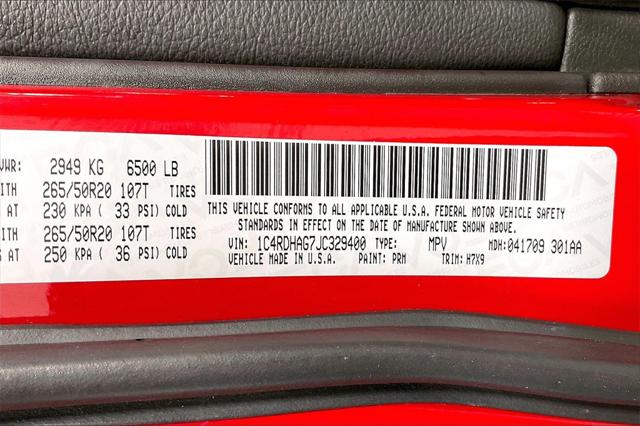 VWR: 2949 KG 6500 LB
ITH 265/50R20 107T TIRES
AT 230 KPA ( 33 PSI) COLD
ITH 265/50R20 107T TIRES
AT 250 KPA ( 36 PSI) COLD
THIS VEHICLE CONFORMS TO ALL APPLICABLE U.S.A. FEDERAL MOTOR VEHICLE SAFETY
STANDARDS IN EFFECT ON THE DATE OF MANUFACTURE SHOWN ABOVE.
VIN: 1C4RDHAG7JC329400 TYPE: MPV MDH: 041709 301AA
VEHICLE MADE IN U.S.A. PAINT: PRM TRIM: H7X9